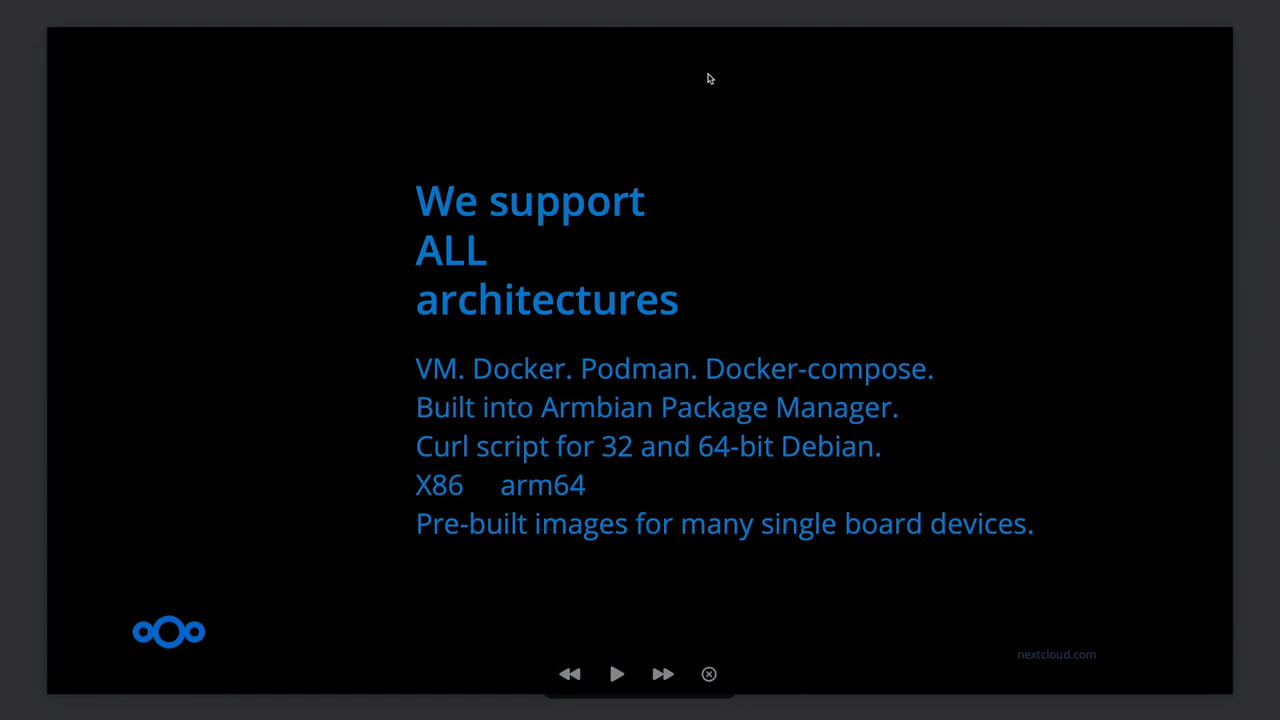 We support
ALL
architectures
VM. Docker. Podman. Docker-compose.
Built into Armbian Package Manager.
Curl script for 32 and 64-bit Debian.
X86 arm64
Pre-built images for many single board devices.
nextcloud.com